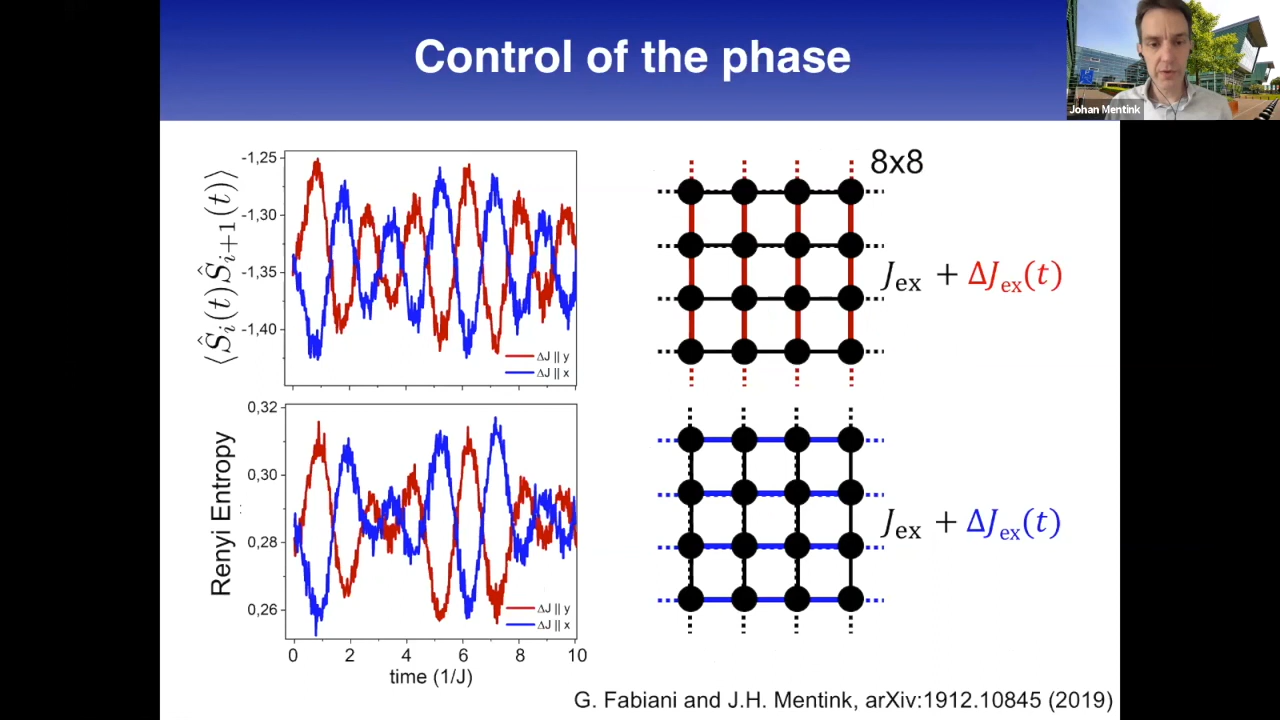 Control of the phase
Johan Mentink
⟨Ŝᵢ(t)Ŝᵢ₊₁(t)⟩
-1,25
-1,30
-1,35
-1,40
ΔJ || y
ΔJ || x
Renyi Entropy
0,32
0,30
0,28
0,26
ΔJ || y
ΔJ || x
0 2 4 6 8 10
time (1/J)
8x8
Jex + ΔJex(t)
Jex + ΔJex(t)
G. Fabiani and J.H. Mentink, arXiv:1912.10845 (2019)